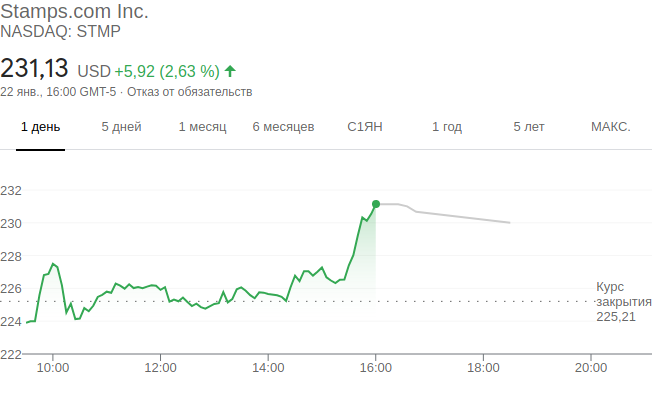 Stamps.com Inc.
NASDAQ: STMP
231,13 USD +5,92 (2,63 %)
22 янв., 16:00 GMT-5 · Отказ от обязательств
1 день 5 дней 1 месяц 6 месяцев С1ЯН 1 год 5 лет МАКС.
232
230
228
226
224
222
Курс
закрытия
225,21
10:00 12:00 14:00 16:00 18:00 20:00